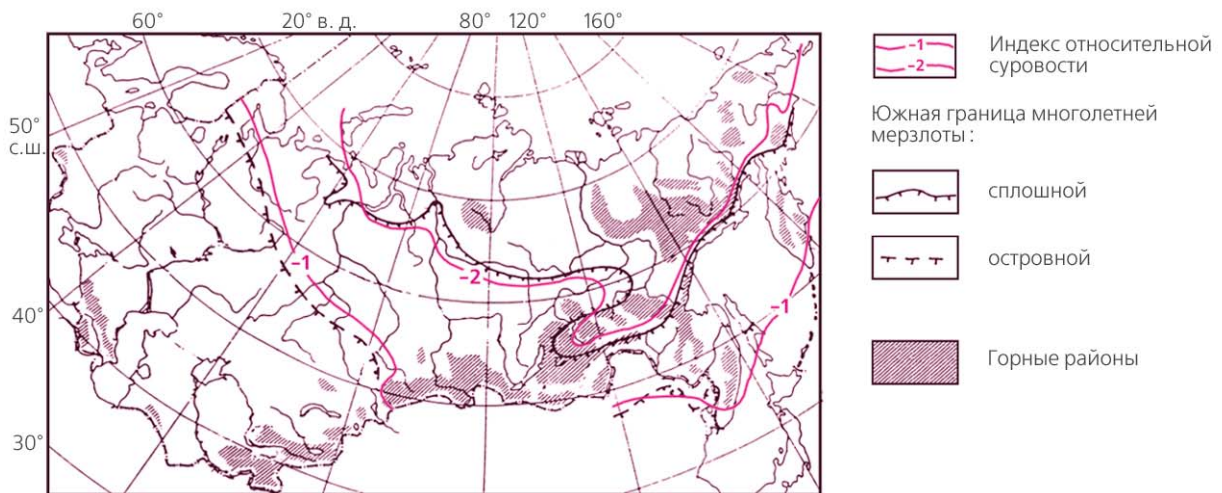 60° 20° в. д. 80° 120° 160°
50°
с.ш.
40°
30°
–1
–2
–1
–1
–2
Индекс относительной
суровости
Южная граница многолетней
мерзлоты :
сплошной
островной
Горные районы